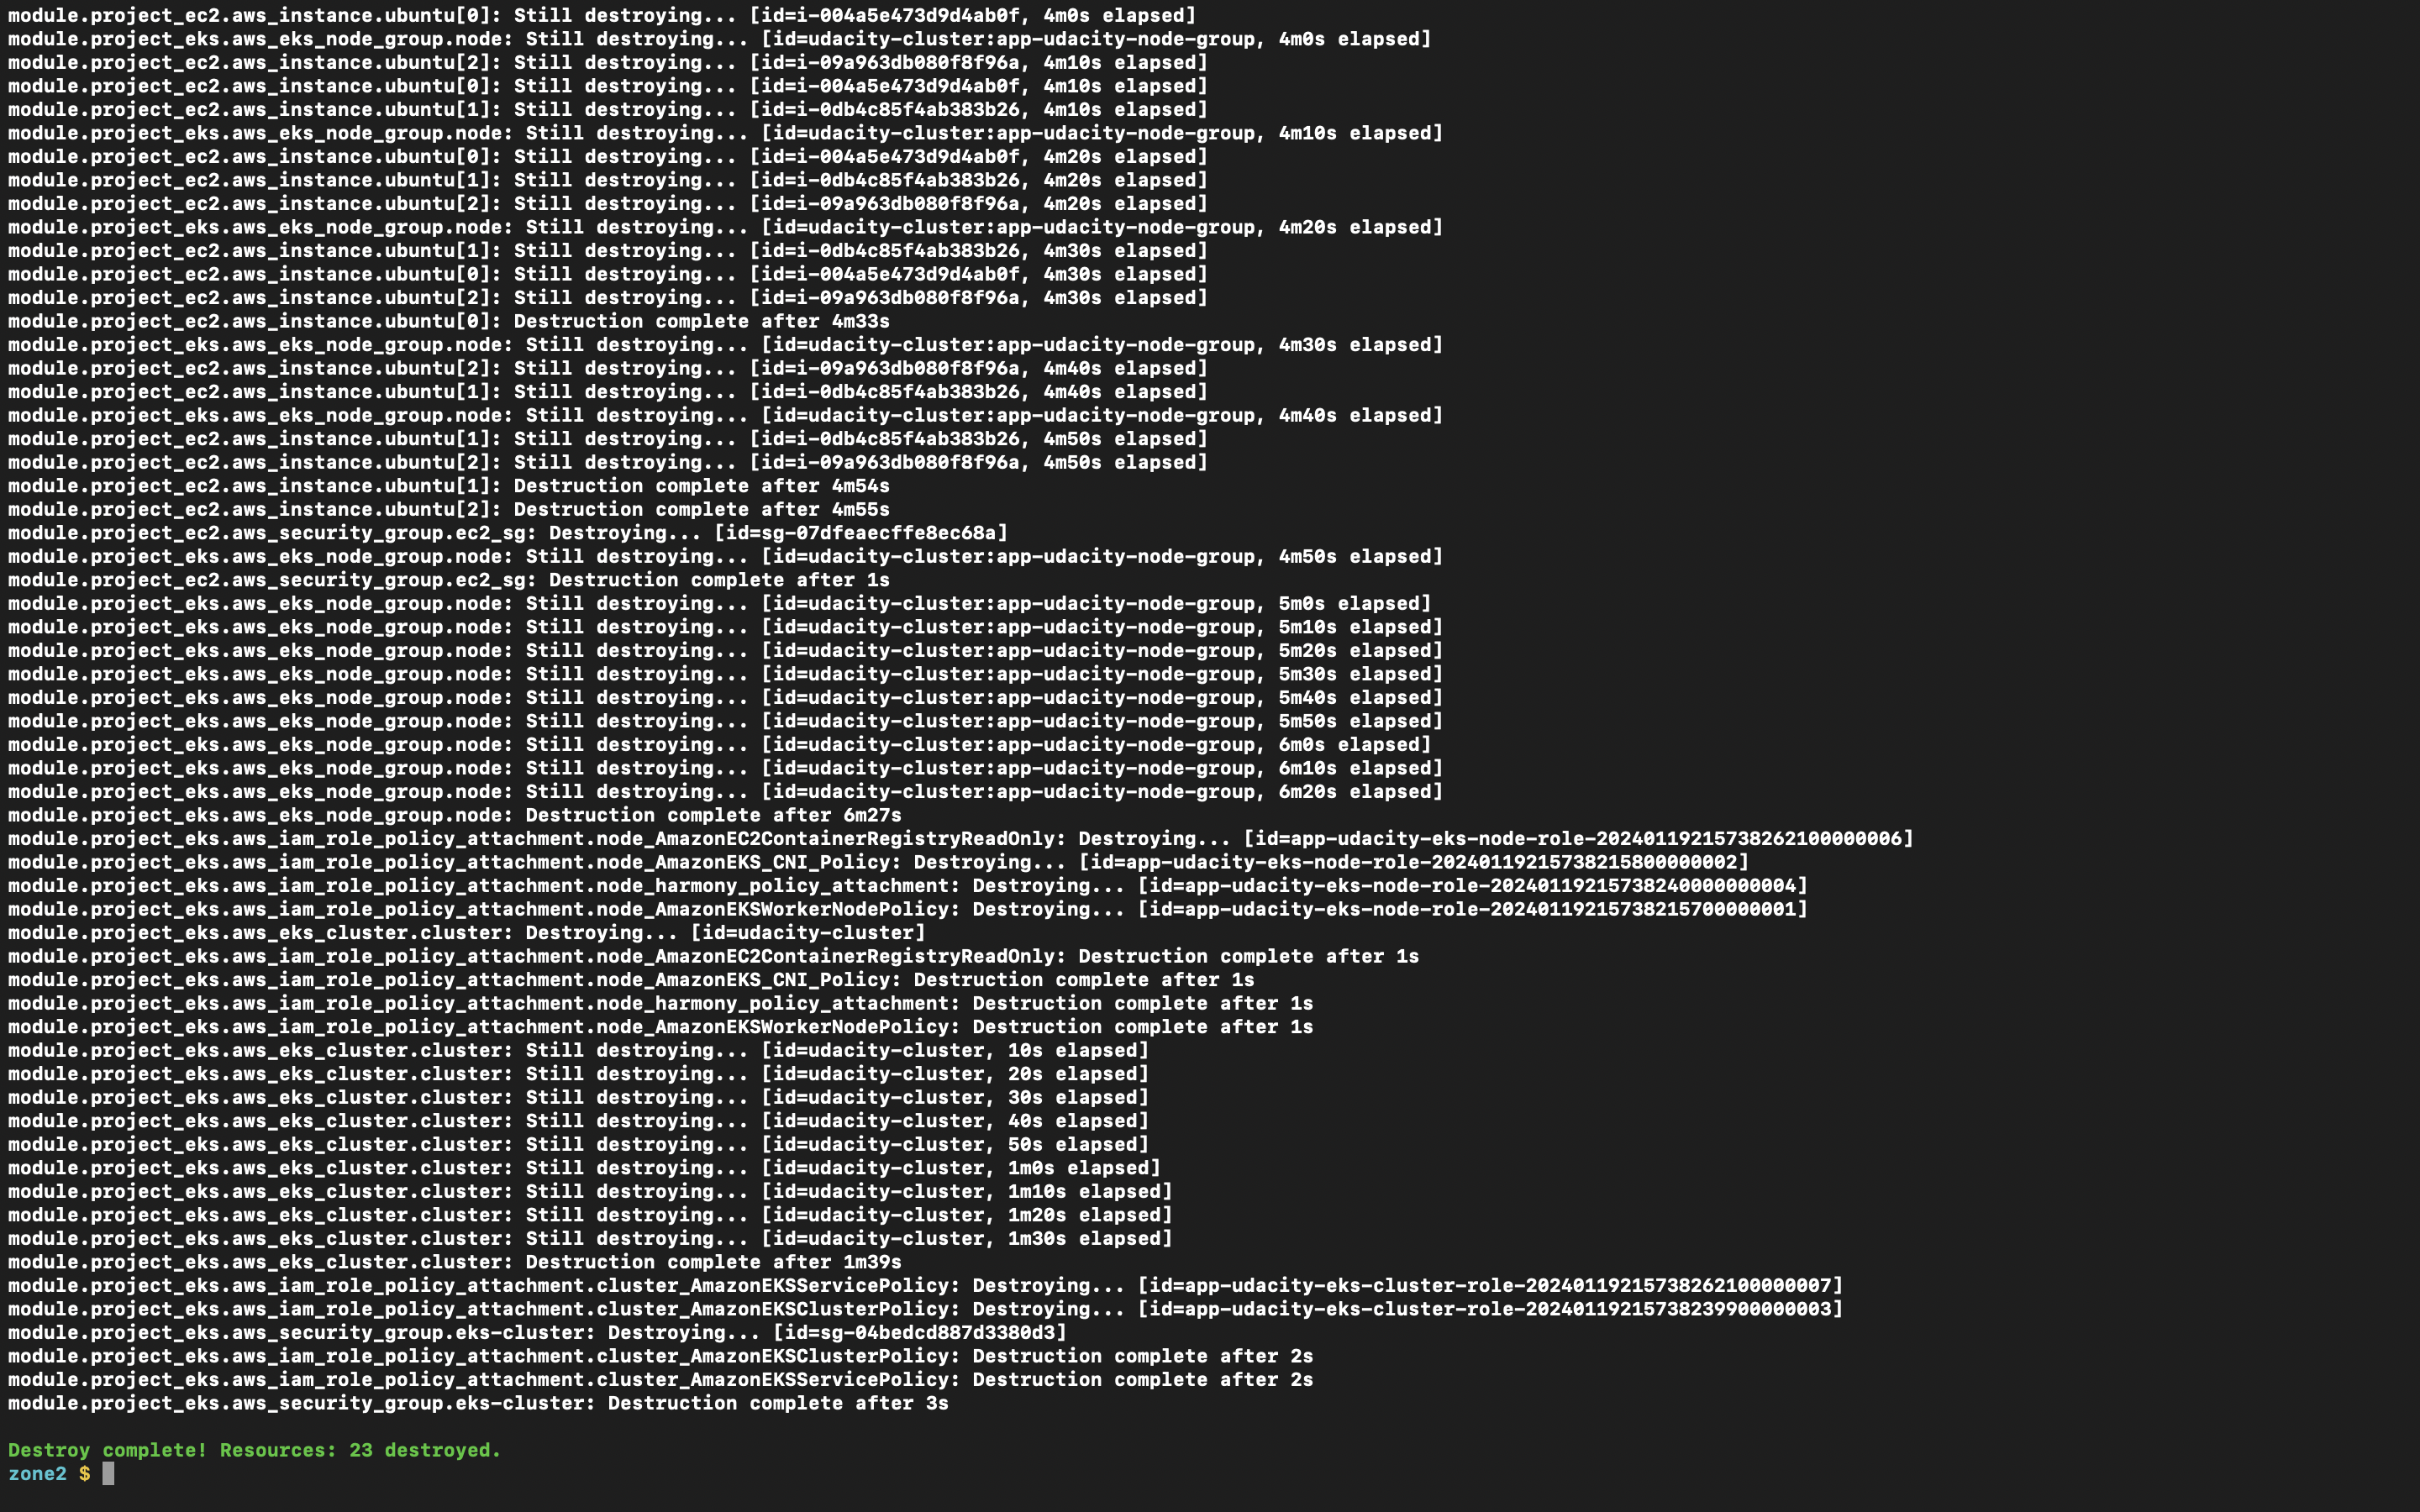 module.project_ec2.aws_instance.ubuntu[0]: Still destroying... [id=i-004a5e473d9d4ab0f, 4m0s elapsed]
module.project_eks.aws_eks_node_group.node: Still destroying... [id=udacity-cluster:app-udacity-node-group, 4m0s elapsed]
module.project_ec2.aws_instance.ubuntu[2]: Still destroying... [id=i-09a963db080f8f96a, 4m10s elapsed]
module.project_ec2.aws_instance.ubuntu[0]: Still destroying... [id=i-004a5e473d9d4ab0f, 4m10s elapsed]
module.project_ec2.aws_instance.ubuntu[1]: Still destroying... [id=i-0db4c85f4ab383b26, 4m10s elapsed]
module.project_eks.aws_eks_node_group.node: Still destroying... [id=udacity-cluster:app-udacity-node-group, 4m10s elapsed]
module.project_ec2.aws_instance.ubuntu[0]: Still destroying... [id=i-004a5e473d9d4ab0f, 4m20s elapsed]
module.project_ec2.aws_instance.ubuntu[1]: Still destroying... [id=i-0db4c85f4ab383b26, 4m20s elapsed]
module.project_ec2.aws_instance.ubuntu[2]: Still destroying... [id=i-09a963db080f8f96a, 4m20s elapsed]
module.project_eks.aws_eks_node_group.node: Still destroying... [id=udacity-cluster:app-udacity-node-group, 4m20s elapsed]
module.project_ec2.aws_instance.ubuntu[1]: Still destroying... [id=i-0db4c85f4ab383b26, 4m30s elapsed]
module.project_ec2.aws_instance.ubuntu[0]: Still destroying... [id=i-004a5e473d9d4ab0f, 4m30s elapsed]
module.project_ec2.aws_instance.ubuntu[2]: Still destroying... [id=i-09a963db080f8f96a, 4m30s elapsed]
module.project_ec2.aws_instance.ubuntu[0]: Destruction complete after 4m33s
module.project_eks.aws_eks_node_group.node: Still destroying... [id=udacity-cluster:app-udacity-node-group, 4m30s elapsed]
module.project_ec2.aws_instance.ubuntu[2]: Still destroying... [id=i-09a963db080f8f96a, 4m40s elapsed]
module.project_ec2.aws_instance.ubuntu[1]: Still destroying... [id=i-0db4c85f4ab383b26, 4m40s elapsed]
module.project_eks.aws_eks_node_group.node: Still destroying... [id=udacity-cluster:app-udacity-node-group, 4m40s elapsed]
module.project_ec2.aws_instance.ubuntu[1]: Still destroying... [id=i-0db4c85f4ab383b26, 4m50s elapsed]
module.project_ec2.aws_instance.ubuntu[2]: Still destroying... [id=i-09a963db080f8f96a, 4m50s elapsed]
module.project_ec2.aws_instance.ubuntu[1]: Destruction complete after 4m54s
module.project_ec2.aws_instance.ubuntu[2]: Destruction complete after 4m55s
module.project_ec2.aws_security_group.ec2_sg: Destroying... [id=sg-07dfeaecffe8ec68a]
module.project_eks.aws_eks_node_group.node: Still destroying... [id=udacity-cluster:app-udacity-node-group, 4m50s elapsed]
module.project_ec2.aws_security_group.ec2_sg: Destruction complete after 1s
module.project_eks.aws_eks_node_group.node: Still destroying... [id=udacity-cluster:app-udacity-node-group, 5m0s elapsed]
module.project_eks.aws_eks_node_group.node: Still destroying... [id=udacity-cluster:app-udacity-node-group, 5m10s elapsed]
module.project_eks.aws_eks_node_group.node: Still destroying... [id=udacity-cluster:app-udacity-node-group, 5m20s elapsed]
module.project_eks.aws_eks_node_group.node: Still destroying... [id=udacity-cluster:app-udacity-node-group, 5m30s elapsed]
module.project_eks.aws_eks_node_group.node: Still destroying... [id=udacity-cluster:app-udacity-node-group, 5m40s elapsed]
module.project_eks.aws_eks_node_group.node: Still destroying... [id=udacity-cluster:app-udacity-node-group, 5m50s elapsed]
module.project_eks.aws_eks_node_group.node: Still destroying... [id=udacity-cluster:app-udacity-node-group, 6m0s elapsed]
module.project_eks.aws_eks_node_group.node: Still destroying... [id=udacity-cluster:app-udacity-node-group, 6m10s elapsed]
module.project_eks.aws_eks_node_group.node: Still destroying... [id=udacity-cluster:app-udacity-node-group, 6m20s elapsed]
module.project_eks.aws_eks_node_group.node: Destruction complete after 6m27s
module.project_eks.aws_iam_role_policy_attachment.node_AmazonEC2ContainerRegistryReadOnly: Destroying... [id=app-udacity-eks-node-role-20240119215738262100000006]
module.project_eks.aws_iam_role_policy_attachment.node_AmazonEKS_CNI_Policy: Destroying... [id=app-udacity-eks-node-role-20240119215738215800000002]
module.project_eks.aws_iam_role_policy_attachment.node_harmony_policy_attachment: Destroying... [id=app-udacity-eks-node-role-20240119215738240000000004]
module.project_eks.aws_iam_role_policy_attachment.node_AmazonEKSWorkerNodePolicy: Destroying... [id=app-udacity-eks-node-role-20240119215738215700000001]
module.project_eks.aws_eks_cluster.cluster: Destroying... [id=udacity-cluster]
module.project_eks.aws_iam_role_policy_attachment.node_AmazonEC2ContainerRegistryReadOnly: Destruction complete after 1s
module.project_eks.aws_iam_role_policy_attachment.node_AmazonEKS_CNI_Policy: Destruction complete after 1s
module.project_eks.aws_iam_role_policy_attachment.node_harmony_policy_attachment: Destruction complete after 1s
module.project_eks.aws_iam_role_policy_attachment.node_AmazonEKSWorkerNodePolicy: Destruction complete after 1s
module.project_eks.aws_eks_cluster.cluster: Still destroying... [id=udacity-cluster, 10s elapsed]
module.project_eks.aws_eks_cluster.cluster: Still destroying... [id=udacity-cluster, 20s elapsed]
module.project_eks.aws_eks_cluster.cluster: Still destroying... [id=udacity-cluster, 30s elapsed]
module.project_eks.aws_eks_cluster.cluster: Still destroying... [id=udacity-cluster, 40s elapsed]
module.project_eks.aws_eks_cluster.cluster: Still destroying... [id=udacity-cluster, 50s elapsed]
module.project_eks.aws_eks_cluster.cluster: Still destroying... [id=udacity-cluster, 1m0s elapsed]
module.project_eks.aws_eks_cluster.cluster: Still destroying... [id=udacity-cluster, 1m10s elapsed]
module.project_eks.aws_eks_cluster.cluster: Still destroying... [id=udacity-cluster, 1m20s elapsed]
module.project_eks.aws_eks_cluster.cluster: Still destroying... [id=udacity-cluster, 1m30s elapsed]
module.project_eks.aws_eks_cluster.cluster: Destruction complete after 1m39s
module.project_eks.aws_iam_role_policy_attachment.cluster_AmazonEKSServicePolicy: Destroying... [id=app-udacity-eks-cluster-role-20240119215738262100000007]
module.project_eks.aws_iam_role_policy_attachment.cluster_AmazonEKSClusterPolicy: Destroying... [id=app-udacity-eks-cluster-role-20240119215738239900000003]
module.project_eks.aws_security_group.eks-cluster: Destroying... [id=sg-04bedcd887d3380d3]
module.project_eks.aws_iam_role_policy_attachment.cluster_AmazonEKSClusterPolicy: Destruction complete after 2s
module.project_eks.aws_iam_role_policy_attachment.cluster_AmazonEKSServicePolicy: Destruction complete after 2s
module.project_eks.aws_security_group.eks-cluster: Destruction complete after 3s
Destroy complete! Resources: 23 destroyed.
zone2 $